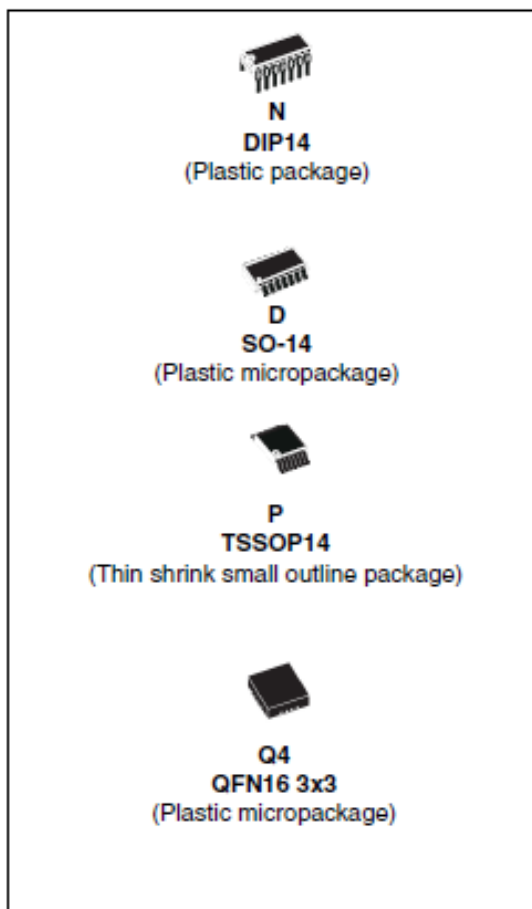 N
DIP14
(Plastic package)
D
SO-14
(Plastic micropackage)
P
TSSOP14
(Thin shrink small outline package)
Q4
QFN16 3x3
(Plastic micropackage)